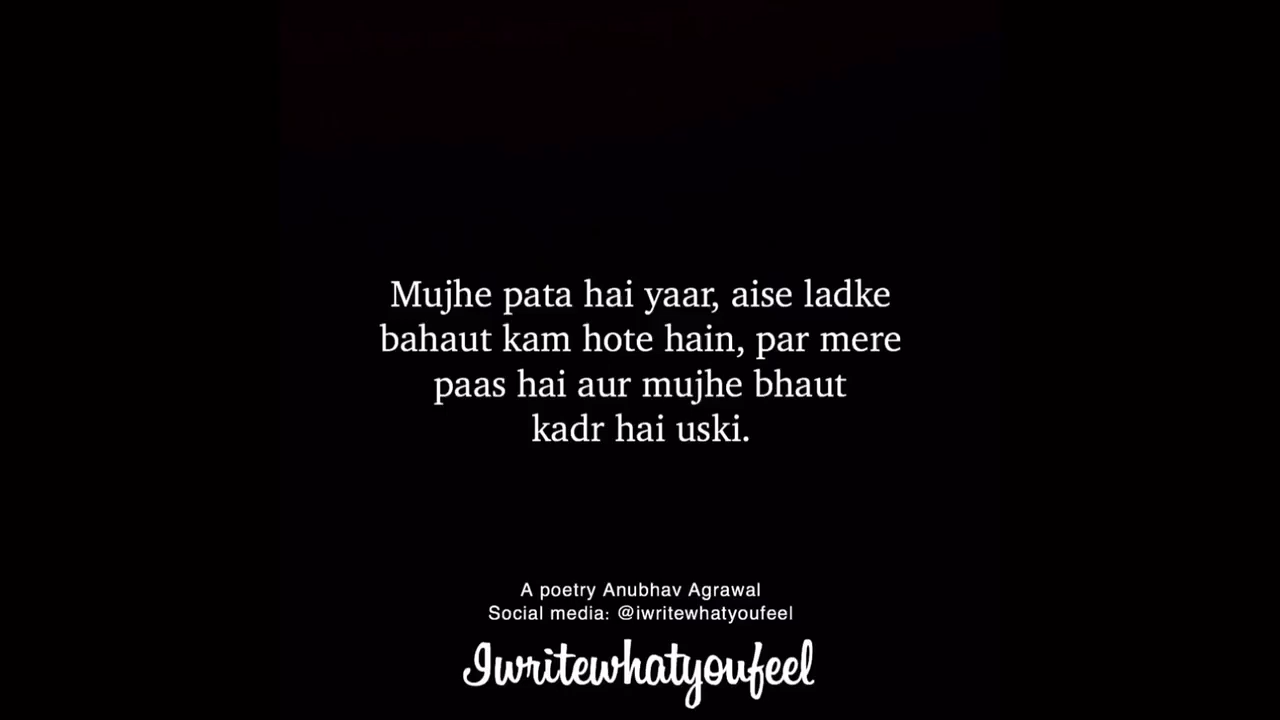 Mujhe pata hai yaar, aise ladke
bahaut kam hote hain, par mere
paas hai aur mujhe bhaut
kadr hai uski.
A poetry Anubhav Agrawal
Social media: @iwritewhatyoufeel
Iwritewhatyoufeel